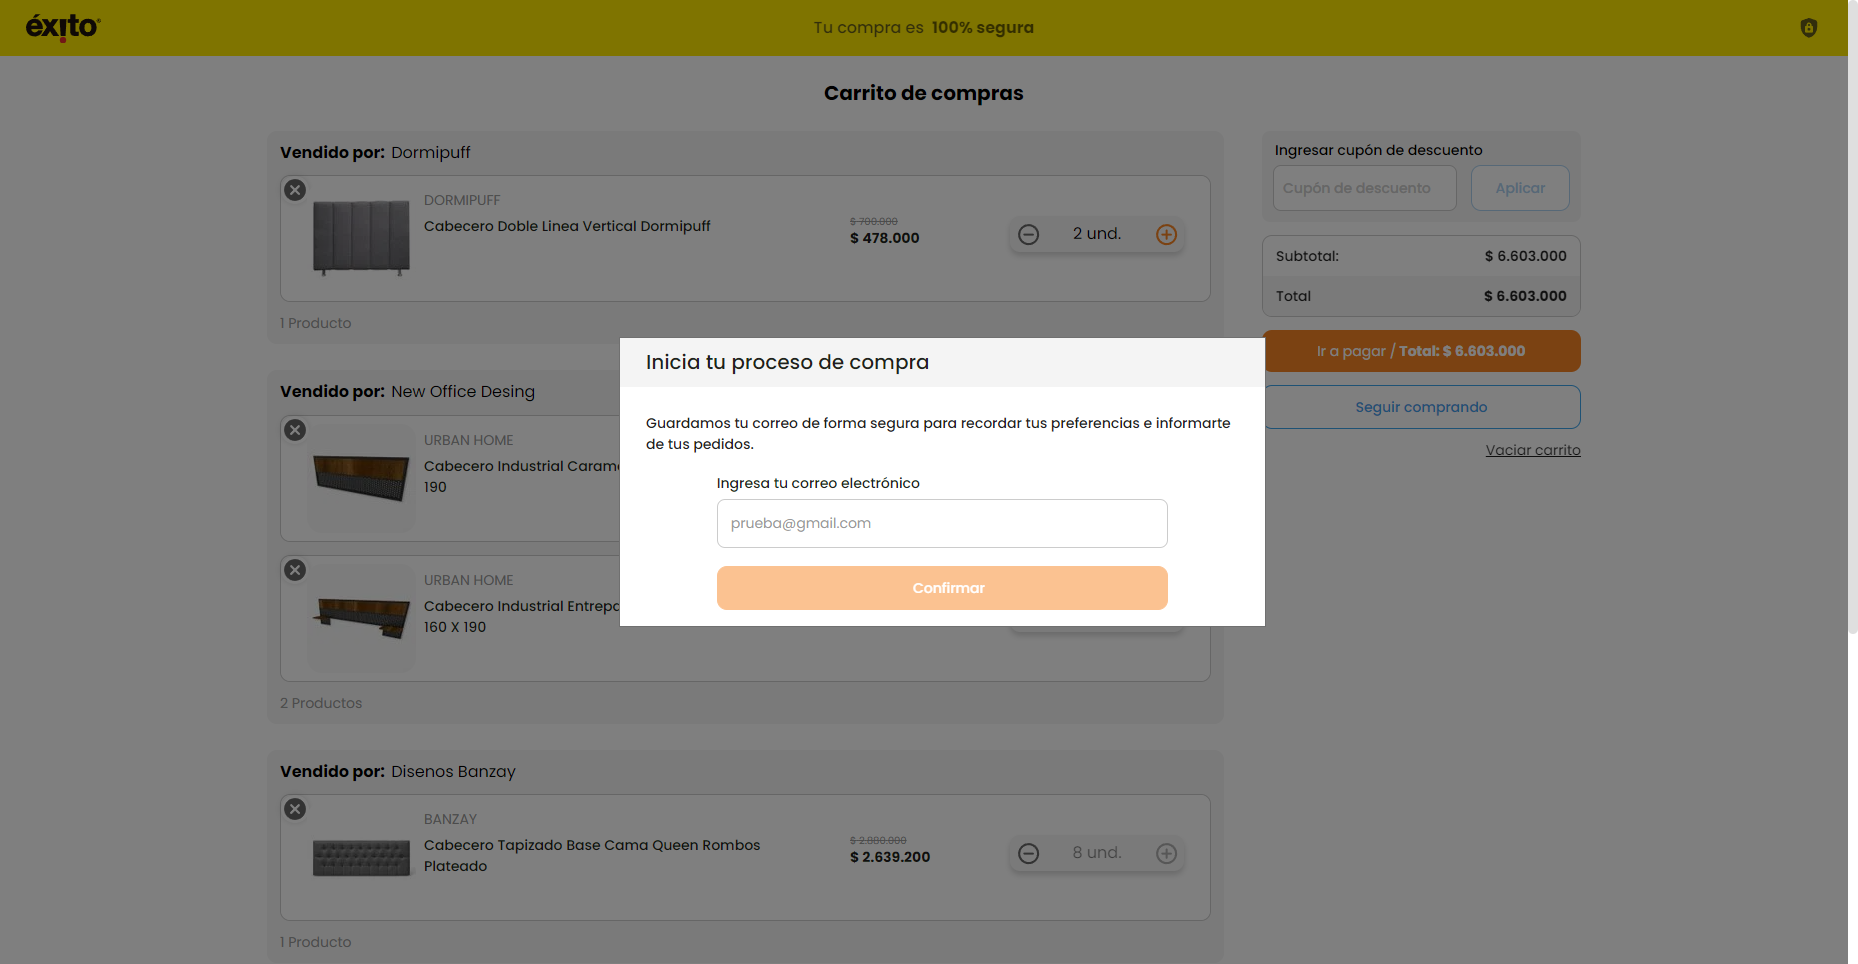 éxito
Tu compra es 100% segura
Carrito de compras
Vendido por: Dormipuff
DORMIPUFF
Cabecero Doble Linea Vertical Dormipuff
$ 700.000
$ 478.000
2 und.
1 Producto
Ingresar cupón de descuento
Cupón de descuento
Aplicar
Subtotal: $ 6.603.000
Total $ 6.603.000
Ir a pagar / Total: $ 6.603.000
Seguir comprando
Vaciar carrito
Inicia tu proceso de compra
Guardamos tu correo de forma segura para recordar tus preferencias e informarte
de tus pedidos.
Ingresa tu correo electrónico
prueba@gmail.com
Confirmar
Vendido por: New Office Desing
URBAN HOME
Cabecero Industrial
190
URBAN HOME
Cabecero Industrial
160 X 190
2 Productos
Vendido por: Disenos Banzay
BANZAY
Cabecero Tapizado Base Cama Queen Rombos
Plateado
$ 2.880.000
$ 2.639.200
8 und.
1 Producto